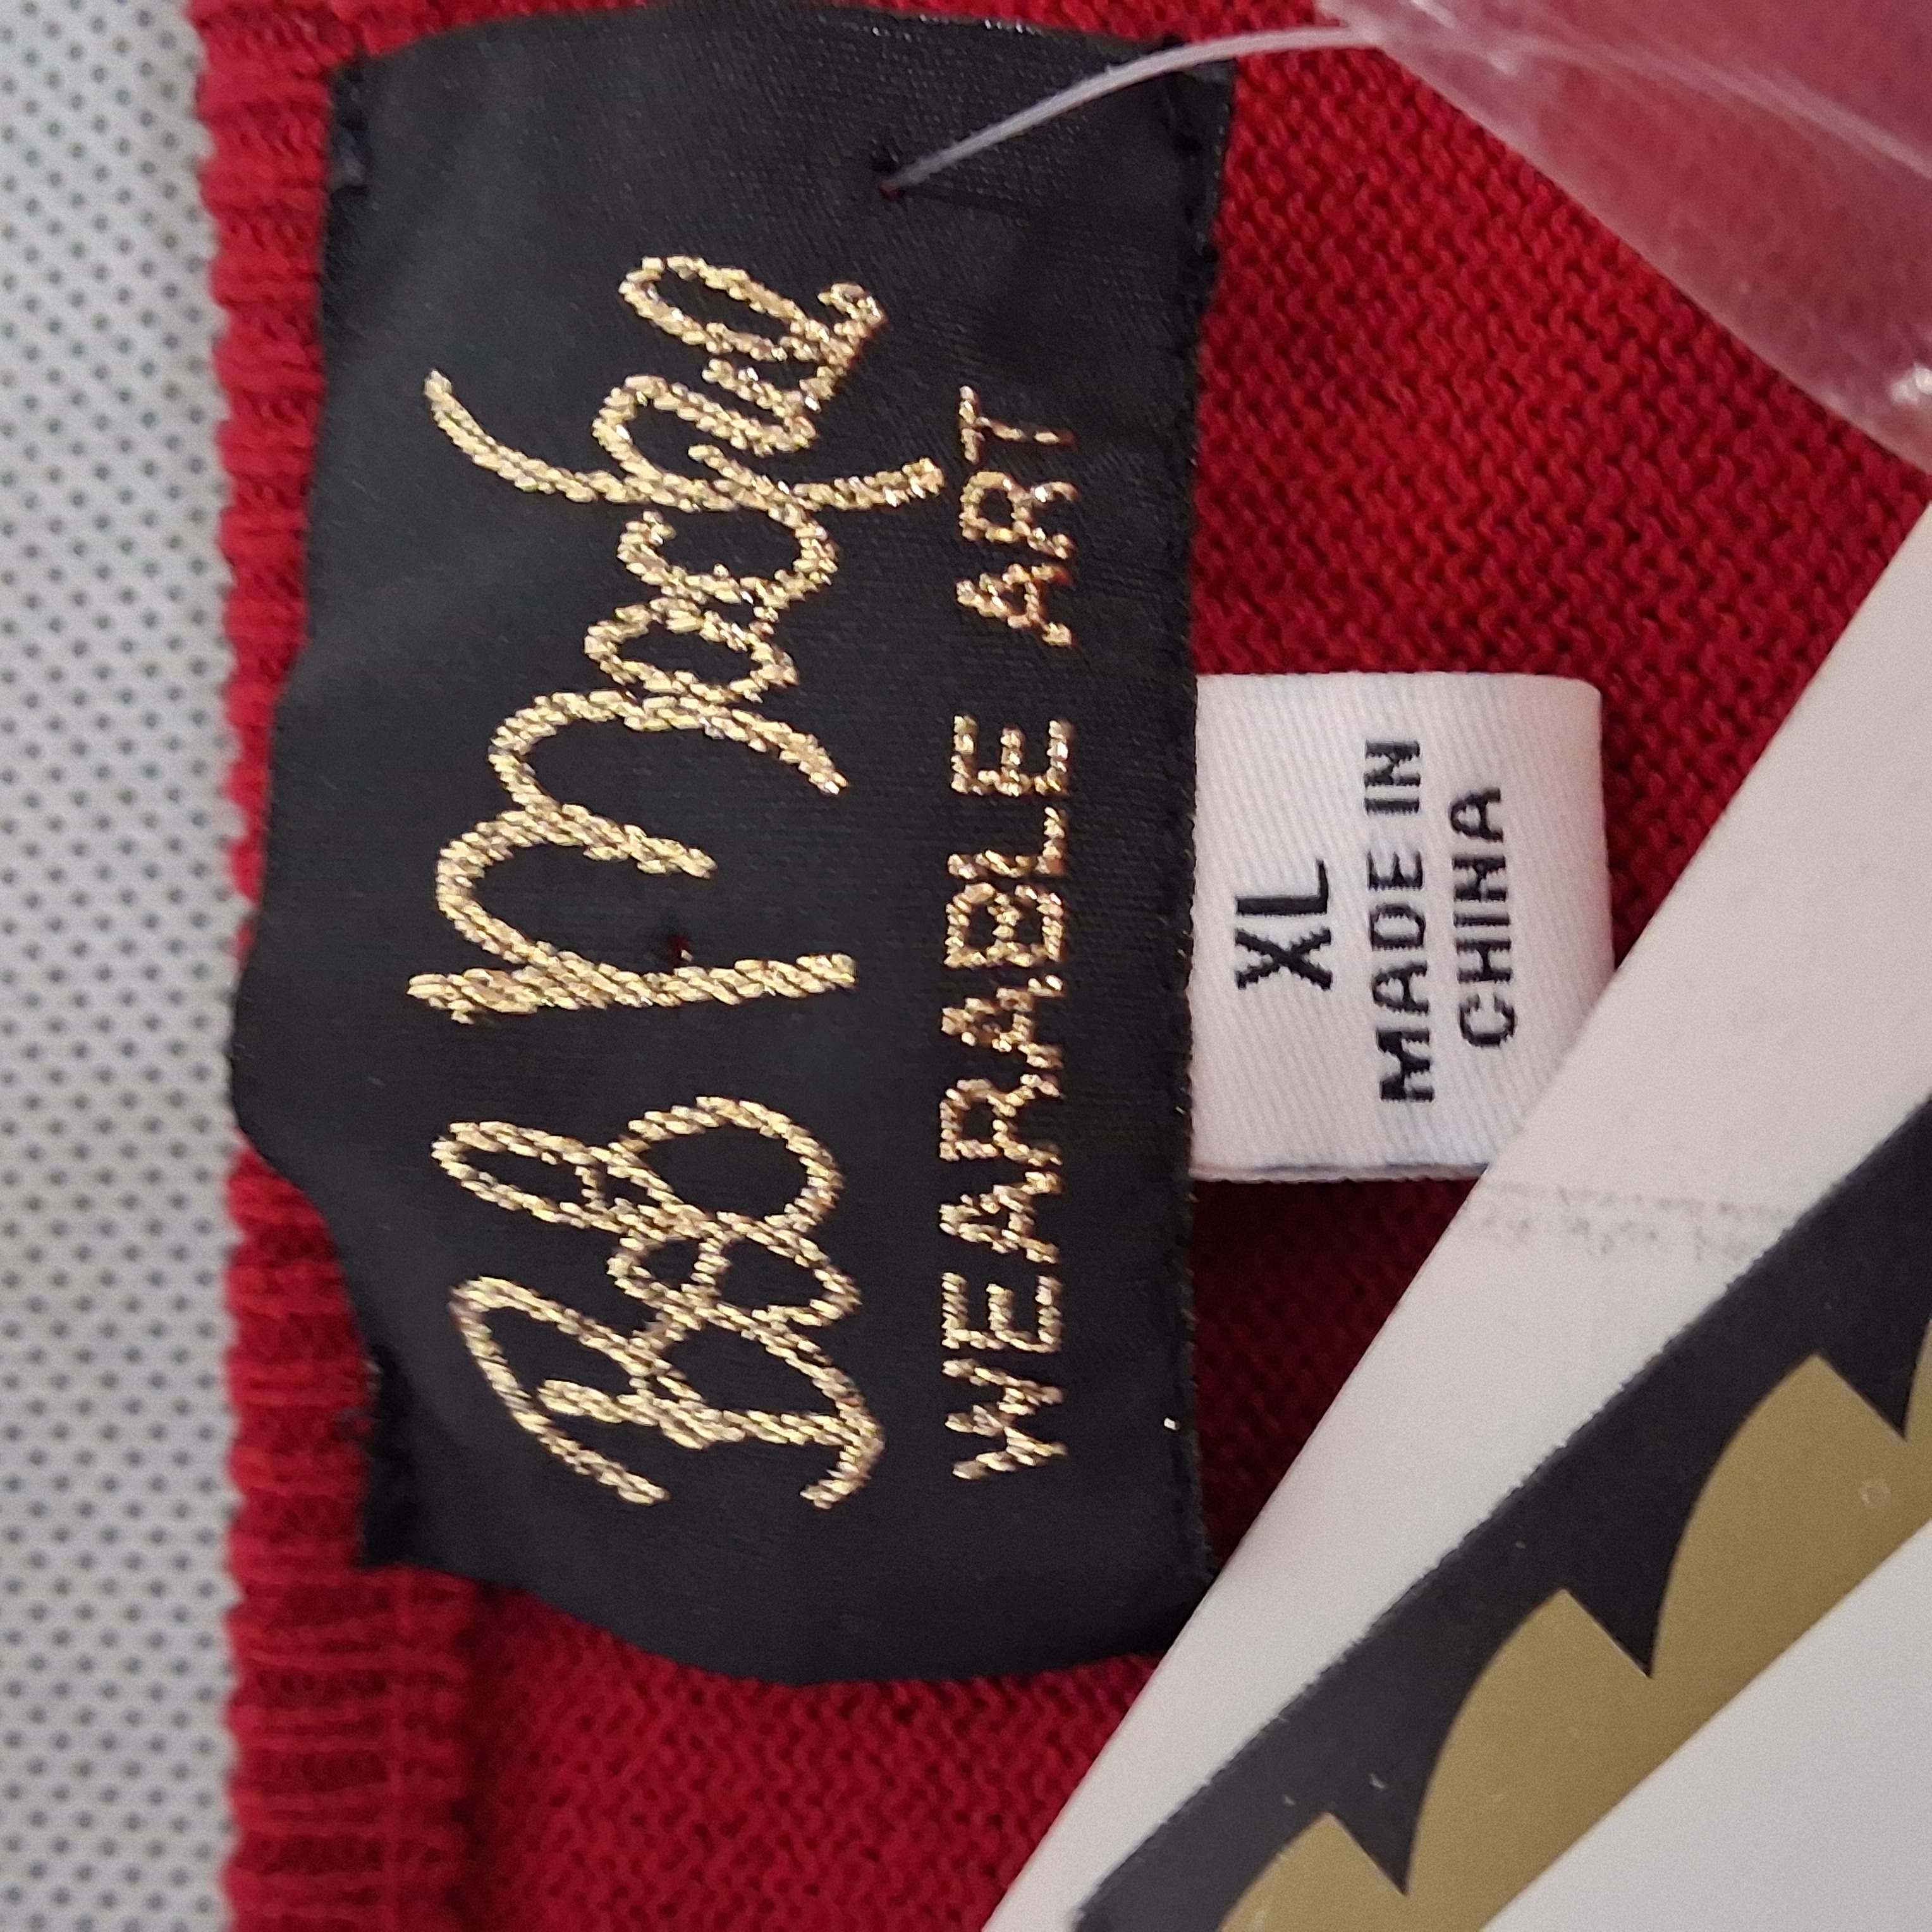 Bob Mackie
WEARABLE ART
XL
MADE IN
CHINA